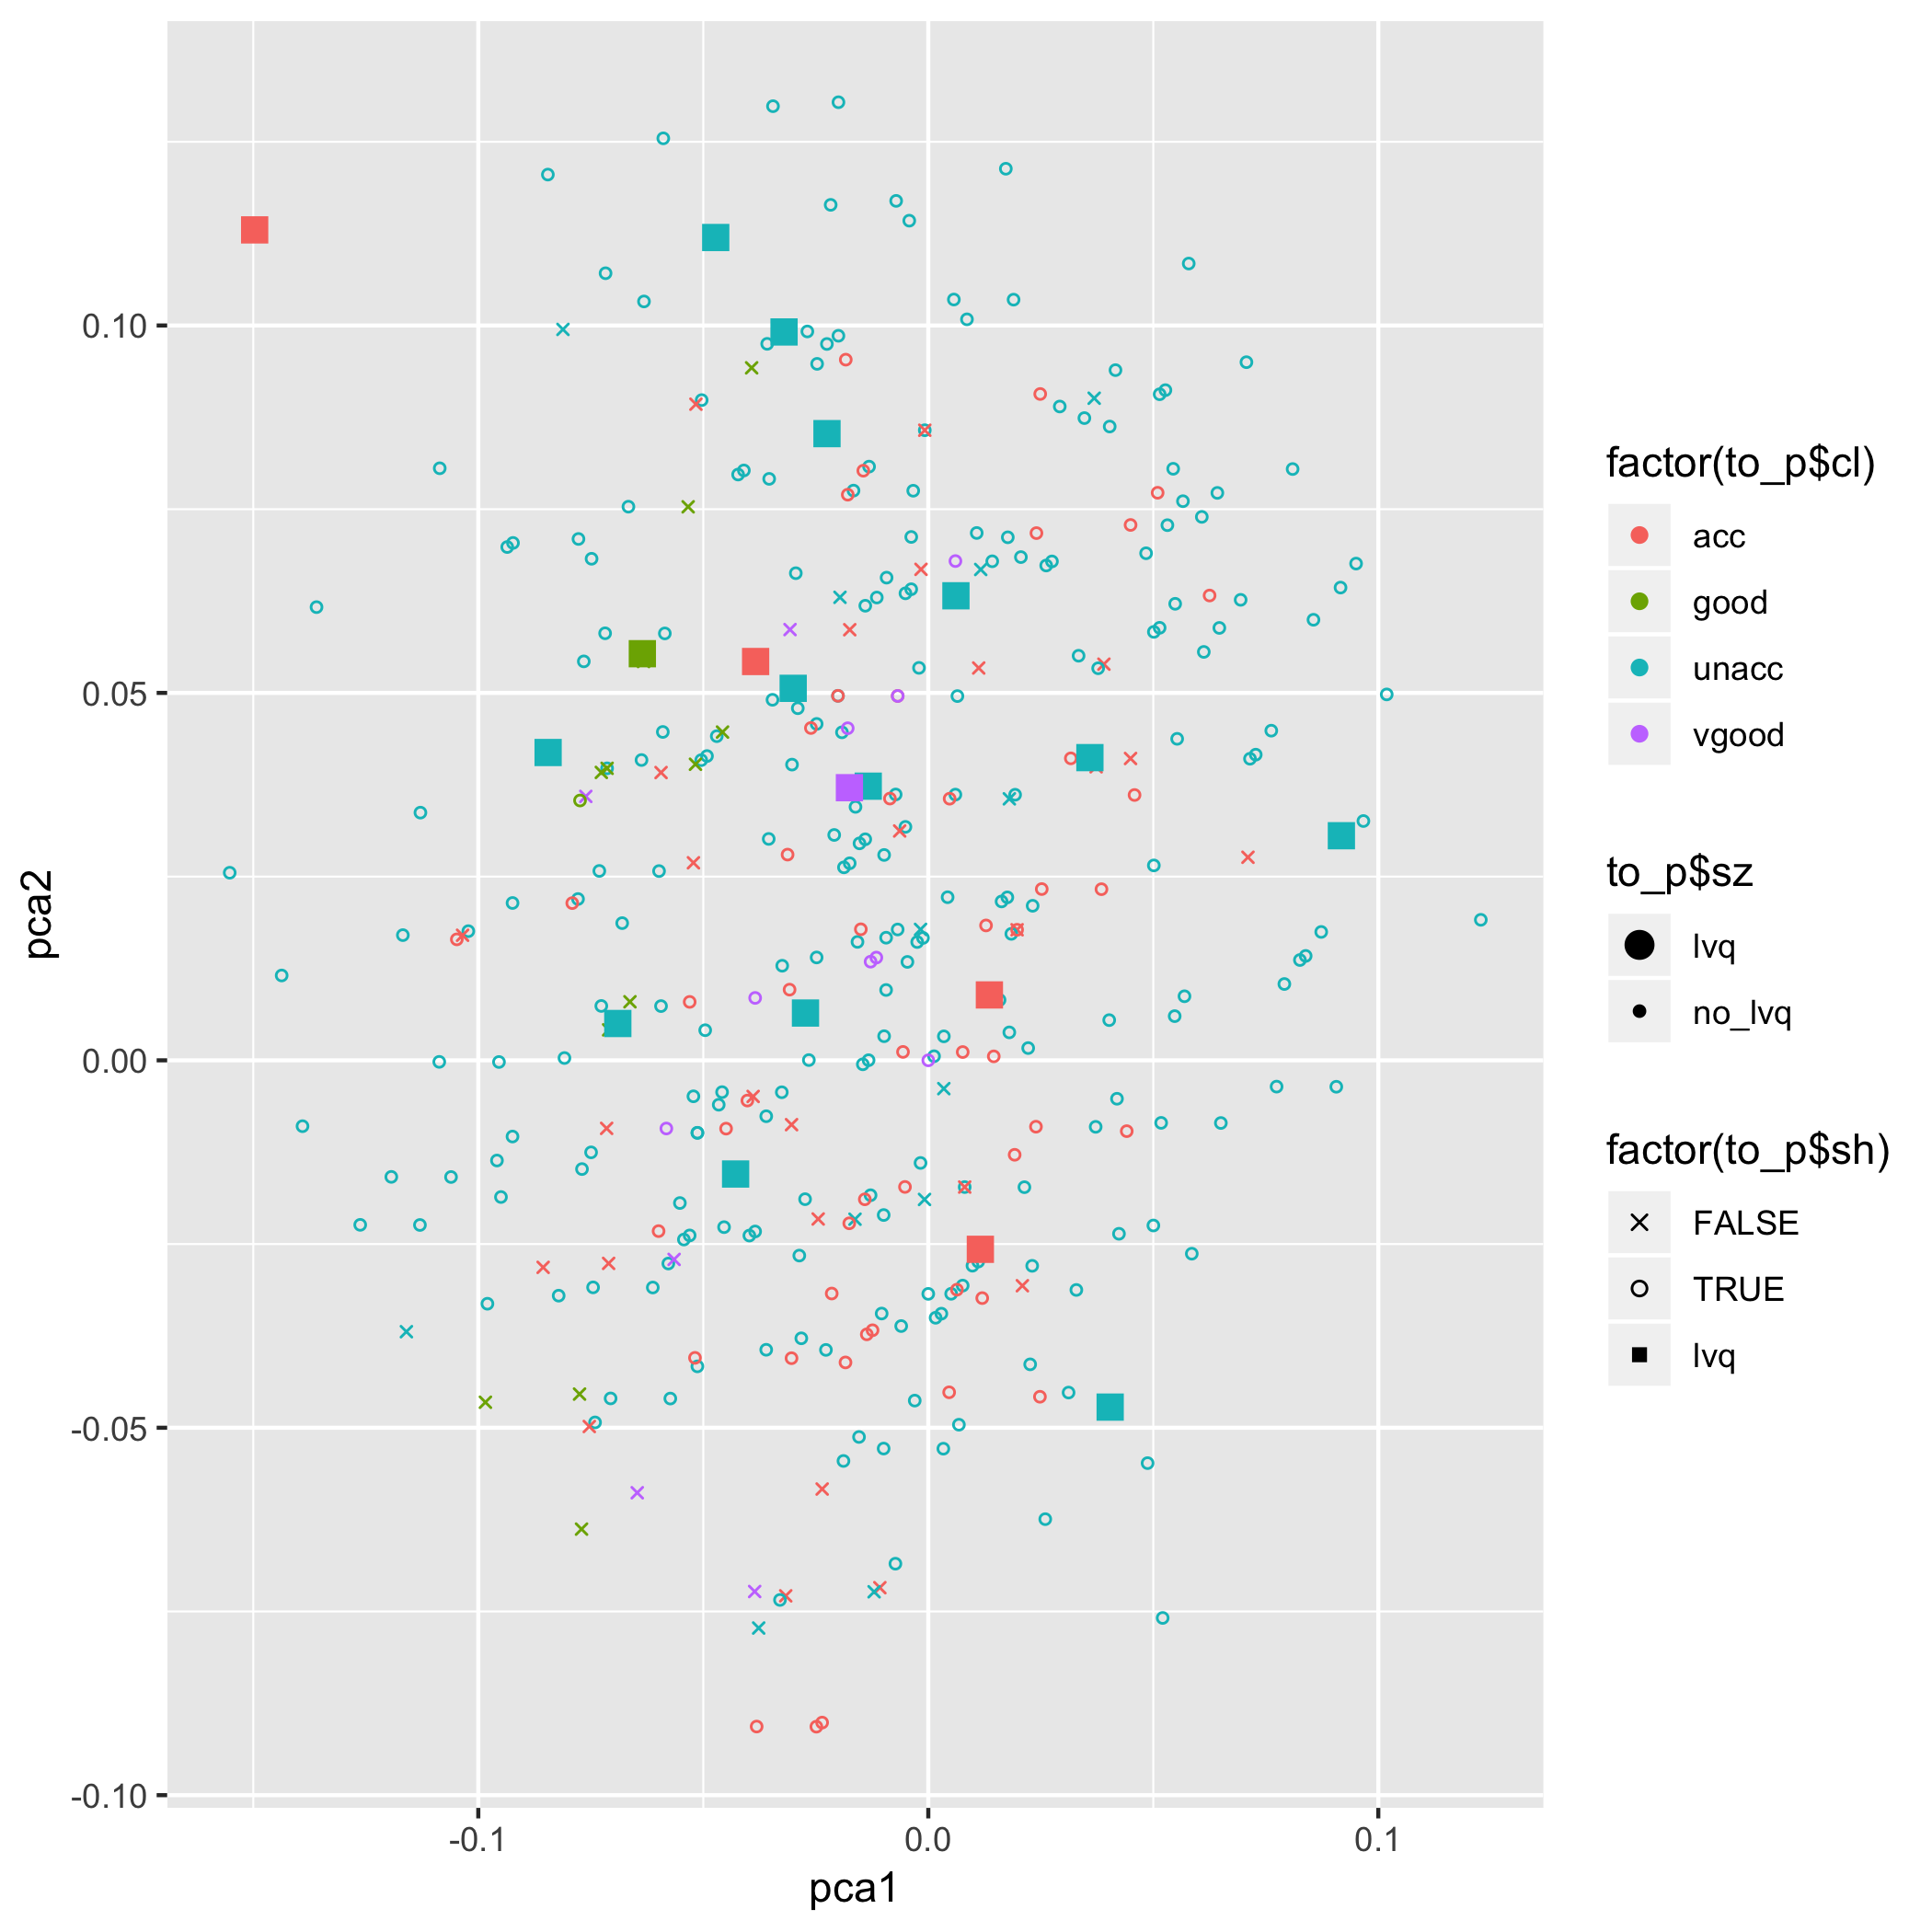 0.10
0.05
0.00
-0.05
-0.10
pca2
-0.1
0.0
0.1
pca1
factor(to_p$cl)
acc
good
unacc
vgood
to_p$sz
lvq
no_lvq
factor(to_p$sh)
FALSE
TRUE
lvq